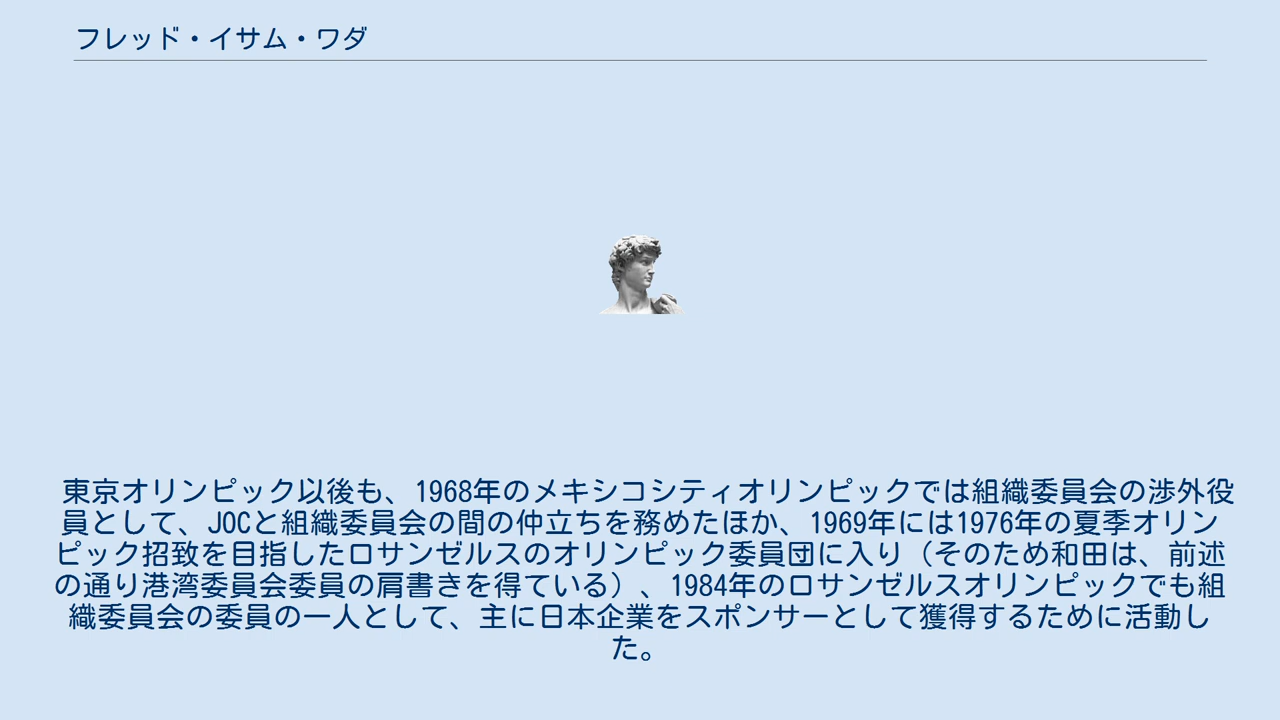 フレッド・イサム・ワダ
東京オリンピック以後も、1968年のメキシコシティオリンピックでは組織委員会の渉外役
員として、JOCと組織委員会の間の仲立ちを務めたほか、1969年には1976年の夏季オリン
ピック招致を目指したロサンゼルスのオリンピック委員団に入り（そのため和田は、前述
の通り港湾委員会委員の肩書きを得ている）、1984年のロサンゼルスオリンピックでも組
織委員会の委員の一人として、主に日本企業をスポンサーとして獲得するために活動し
た。